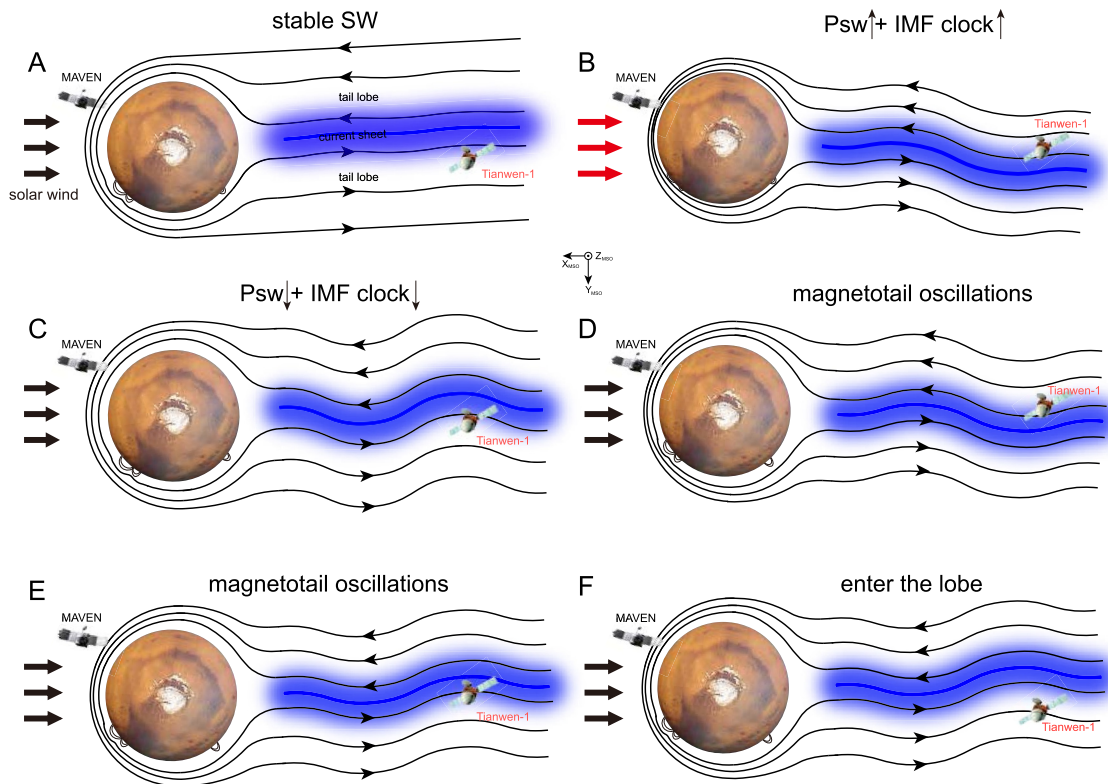 stable SW
A
MAVEN
solar wind
tail lobe
current sheet
tail lobe
Tianwen-1
Psw↑+ IMF clock↑
B
MAVEN
Tianwen-1
X_MSO Z_MSO
Y_MSO
Psw↓+ IMF clock↓
C
MAVEN
Tianwen-1
magnetotail oscillations
D
MAVEN
Tianwen-1
magnetotail oscillations
E
MAVEN
Tianwen-1
enter the lobe
F
MAVEN
Tianwen-1